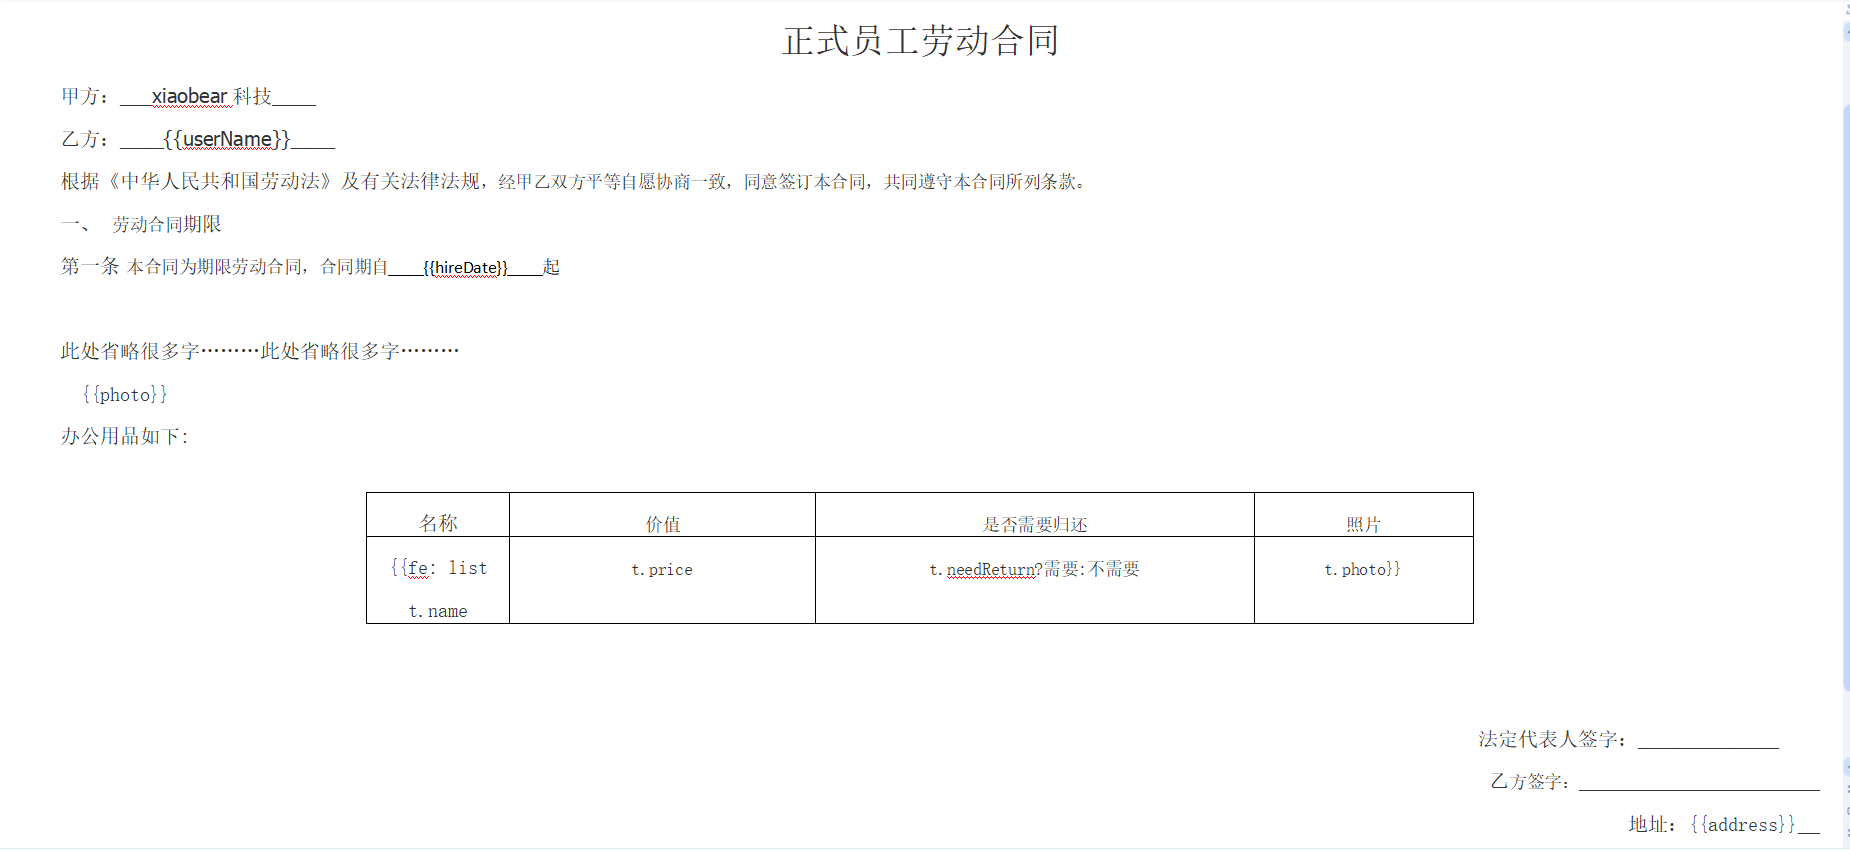 正式员工劳动合同
甲方：___xiaobear 科技____
乙方：____{{userName}}____
根据《中华人民共和国劳动法》及有关法律法规，经甲乙双方平等自愿协商一致，同意签订本合同，共同遵守本合同所列条款。
一、 劳动合同期限
第一条 本合同为期限劳动合同，合同期自____{{hireDate}}____起
此处省略很多字………此处省略很多字………
{{photo}}
办公用品如下:
名称 价值 是否需要归还 照片
{{fe: list t.price t.needReturn?需要:不需要 t.photo}}
t.name
法定代表人签字：______________
乙方签字：________________________
地址：{{address}}__